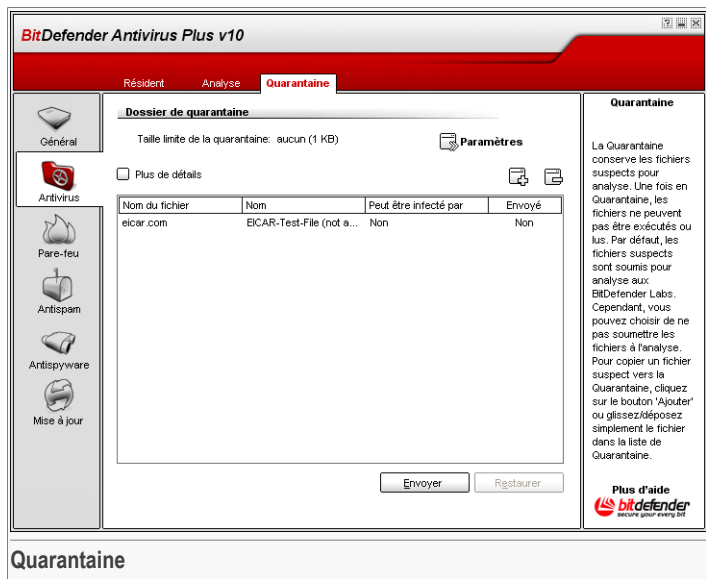 BitDefender Antivirus Plus v10
Résident Analyse Quarantaine
Général
Antivirus
Pare-feu
Antispam
Antispyware
Mise à jour
Dossier de quarantaine
Taille limite de la quarantaine: aucun (1 KB)
Paramètres
Plus de détails
Nom du fichier Nom Peut être infecté par Envoyé
eicar.com EICAR-Test-File (not a... Non Non
Envoyer Restaurer
Quarantaine
La Quarantaine
conserve les fichiers
suspects pour
analyse. Une fois en
Quarantaine, les
fichiers ne peuvent
pas être exécutés ou
lus. Par défaut, les
fichiers suspects
sont soumis pour
analyse aux
BitDefender Labs.
Cependant, vous
pouvez choisir de ne
pas soumettre les
fichiers à l'analyse.
Pour copier un fichier
suspect vers la
Quarantaine, cliquez
sur le bouton 'Ajouter'
ou glissez/déposez
simplement le fichier
dans la liste de
Quarantaine.
Plus d'aide
bitdefender
secure your every bit
Quarantaine